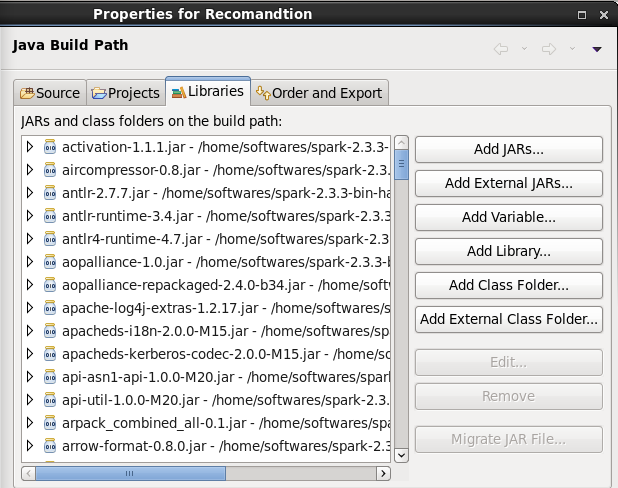 Properties for Recomandtion
Java Build Path
Source Projects Libraries Order and Export
JARs and class folders on the build path:
activation-1.1.1.jar - /home/softwares/spark-2.3.3-
aircompressor-0.8.jar - /home/softwares/spark-2.3.
antlr-2.7.7.jar - /home/softwares/spark-2.3.3-bin-ha
antlr-runtime-3.4.jar - /home/softwares/spark-2.3.3
antlr4-runtime-4.7.jar - /home/softwares/spark-2.3
aopalliance-1.0.jar - /home/softwares/spark-2.3.3-b
aopalliance-repackaged-2.4.0-b34.jar - /home/soft
apache-log4j-extras-1.2.17.jar - /home/softwares/s
apacheds-i18n-2.0.0-M15.jar - /home/softwares/sp
apacheds-kerberos-codec-2.0.0-M15.jar - /home/so
api-asn1-api-1.0.0-M20.jar - /home/softwares/spark
api-util-1.0.0-M20.jar - /home/softwares/spark-2.3.
arpack_combined_all-0.1.jar - /home/softwares/spa
arrow-format-0.8.0.jar - /home/softwares/spark-2.3
Add JARs...
Add External JARs...
Add Variable...
Add Library...
Add Class Folder...
Add External Class Folder...
Edit...
Remove
Migrate JAR File...